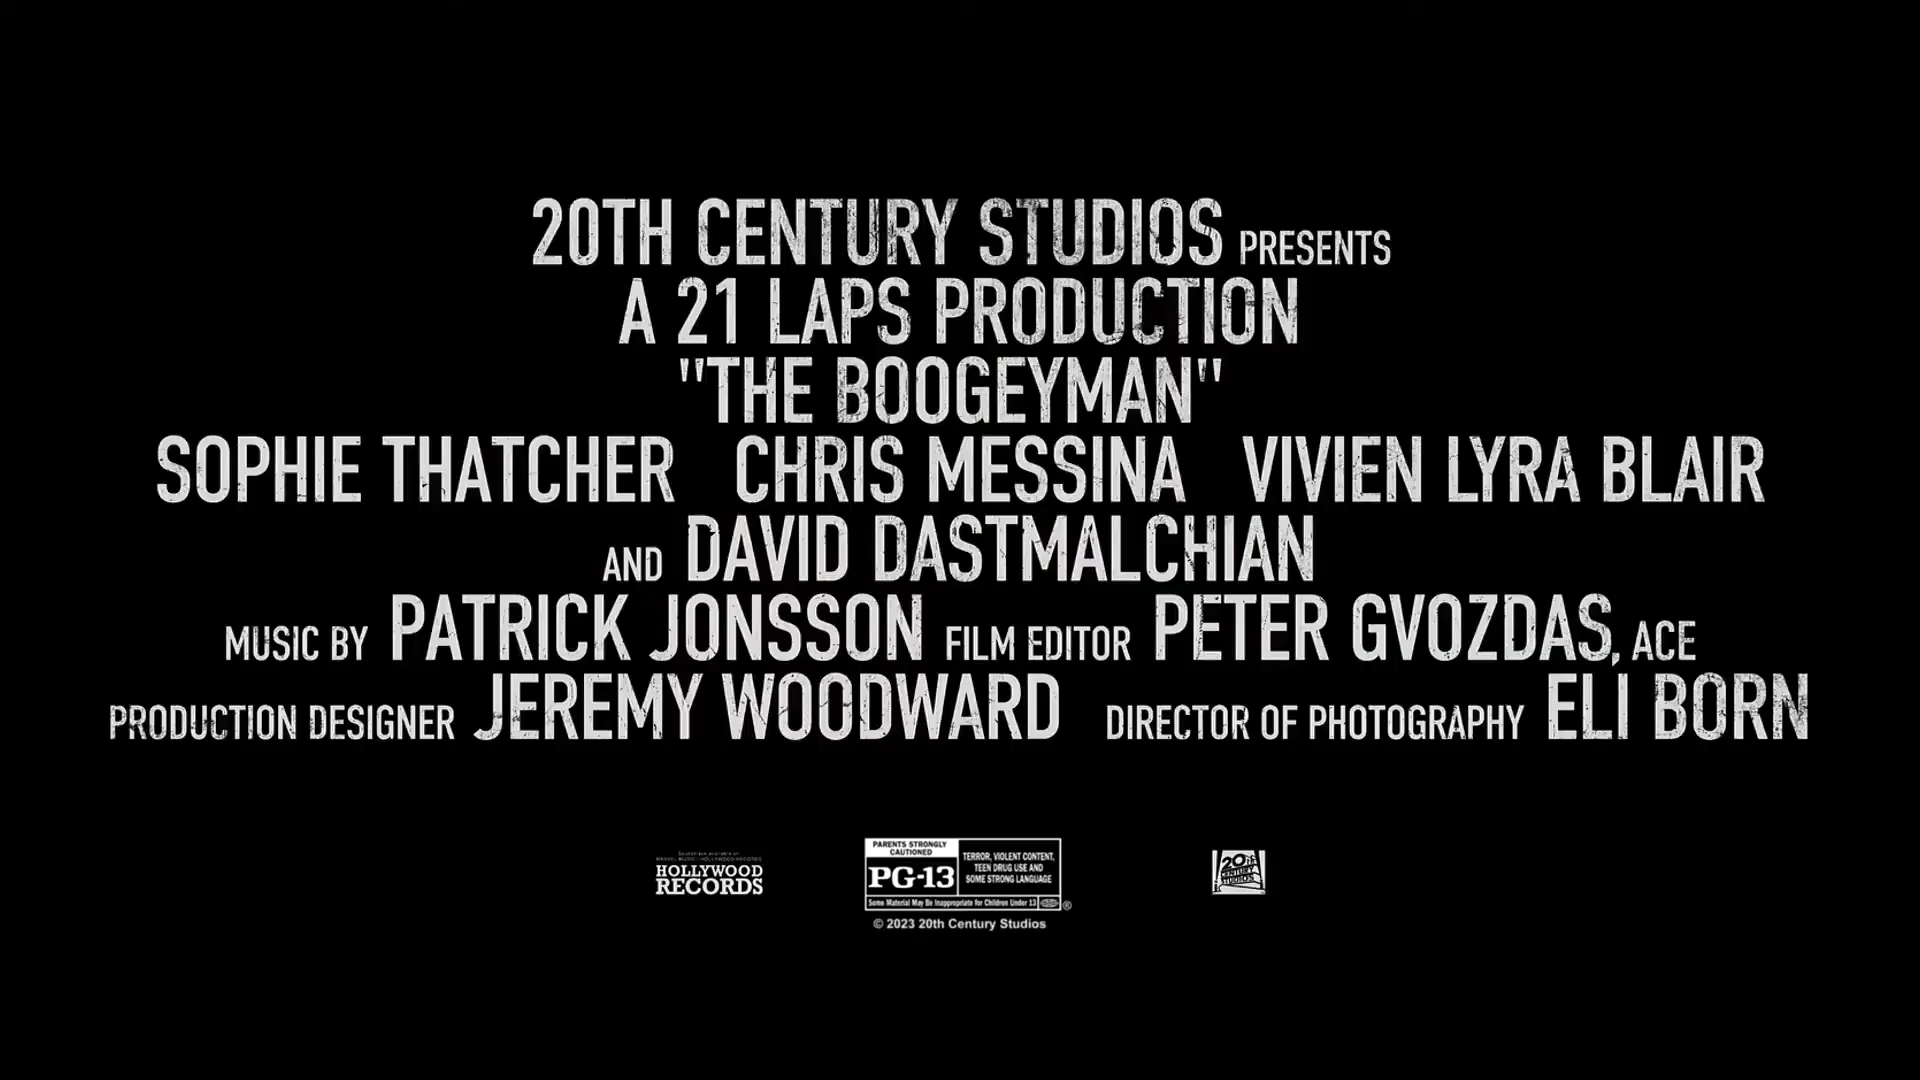 20TH CENTURY STUDIOS PRESENTS
A 21 LAPS PRODUCTION
"THE BOOGEYMAN"
SOPHIE THATCHER CHRIS MESSINA VIVIEN LYRA BLAIR
AND DAVID DASTMALCHIAN
MUSIC BY PATRICK JONSSON FILM EDITOR PETER GVOZDAS, ACE
PRODUCTION DESIGNER JEREMY WOODWARD DIRECTOR OF PHOTOGRAPHY ELI BORN
HOLLYWOOD
RECORDS
PARENTS STRONGLY
CAUTIONED
PG-13
TERROR, VIOLENT CONTENT,
TEEN DRUG USE AND
SOME STRONG LANGUAGE
Some Material May Be Inappropriate for Children Under 13
®
© 2023 20th Century Studios
20th
CENTURY
STUDIOS